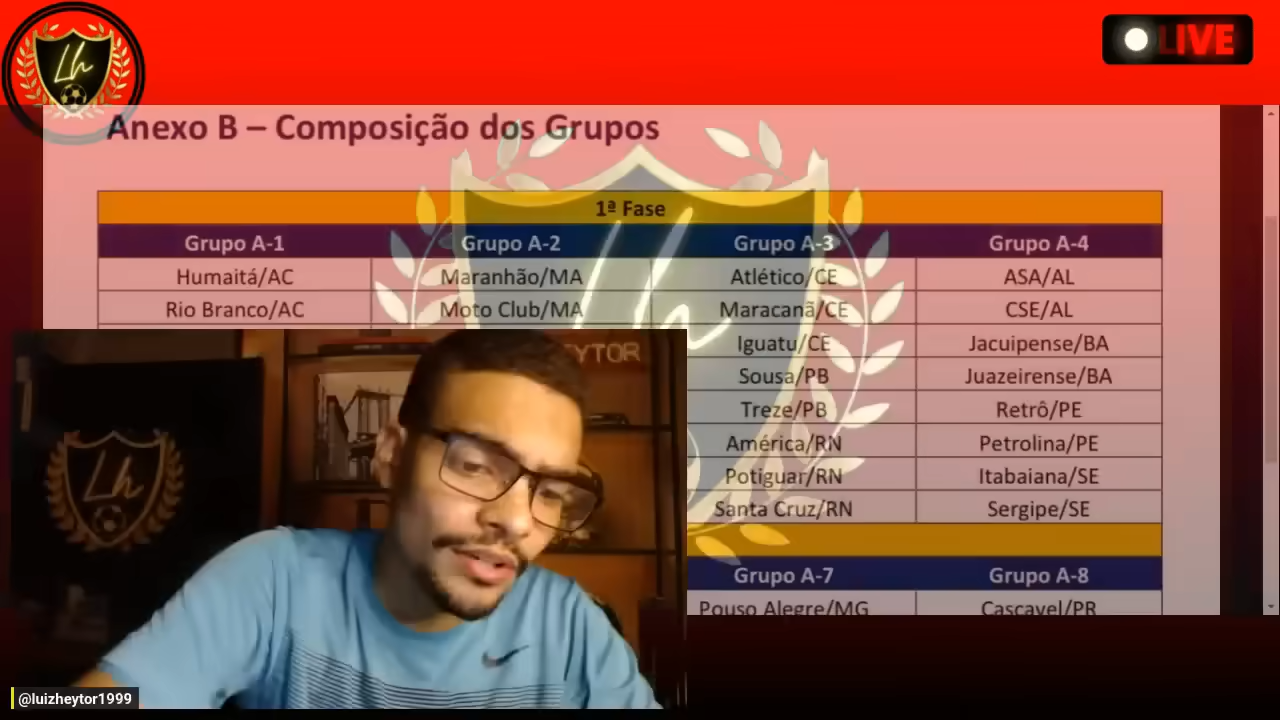 Lh
LIVE
Anexo B – Composição dos Grupos
1ª Fase
Grupo A-1 Grupo A-2 Grupo A-3 Grupo A-4
Humaitá/AC Maranhão/MA Atlético/CE ASA/AL
Rio Branco/AC Moto Club/MA Maracanã/CE CSE/AL
Iguatu/CE Jacuipense/BA
Sousa/PB Juazeirense/BA
Treze/PB Retrô/PE
América/RN Petrolina/PE
Potiguar/RN Itabaiana/SE
Santa Cruz/RN Sergipe/SE
Grupo A-7 Grupo A-8
Pouso Alegre/MG Cascavel/PR
Lh
@luizheytor1999